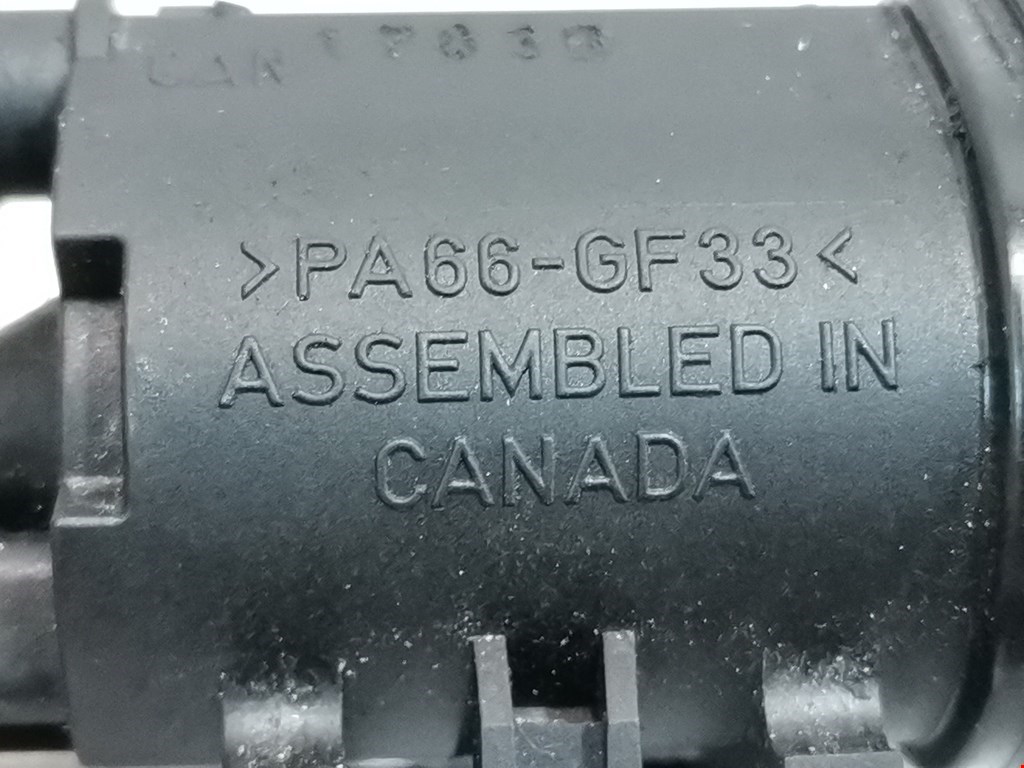 >PA66-GF33<
ASSEMBLED IN
CANADA